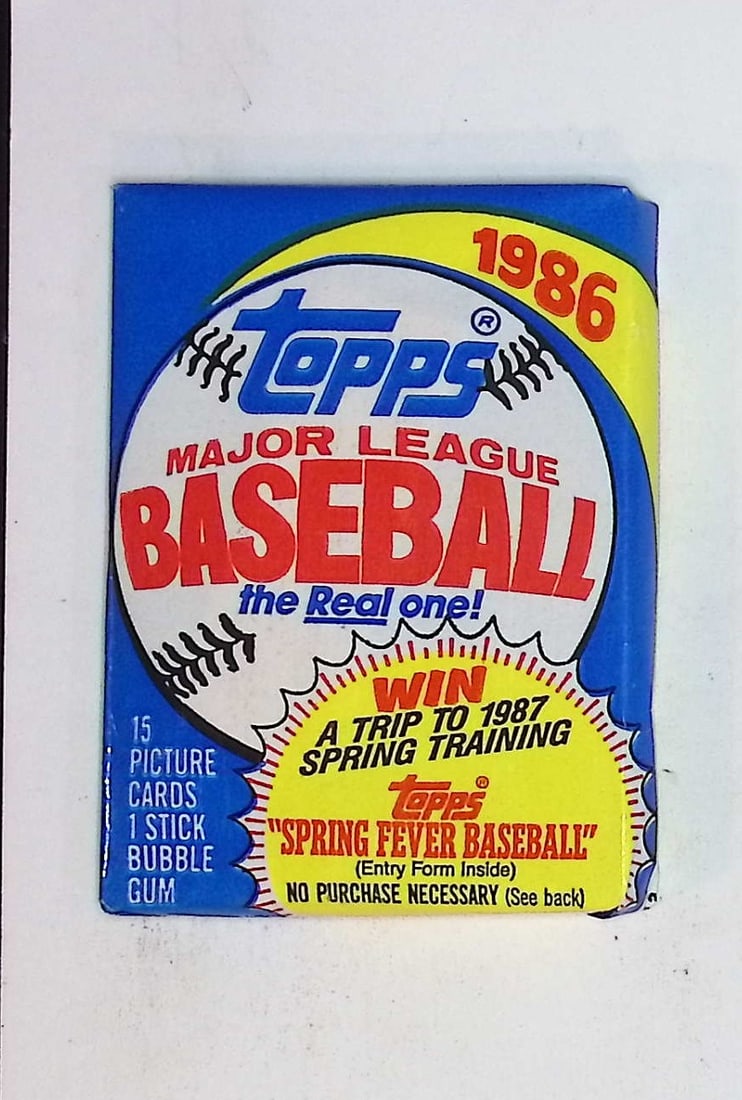 1986
Topps®
MAJOR LEAGUE
BASEBALL
the Real one!
WIN
A TRIP TO 1987
SPRING TRAINING
Topps®
"SPRING FEVER BASEBALL"
(Entry Form Inside)
NO PURCHASE NECESSARY (See back)
15
PICTURE
CARDS
1 STICK
BUBBLE
GUM